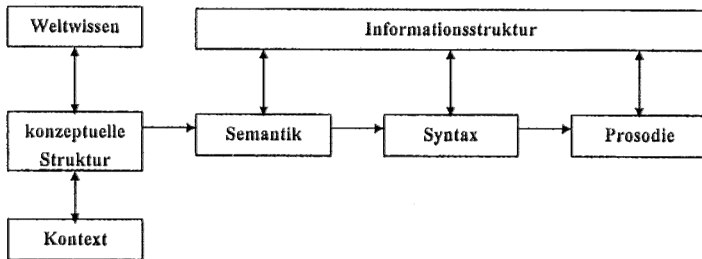 Weltwissen
Informationsstruktur
konzeptuelle
Struktur
Semantik
Syntax
Prosodie
Kontext